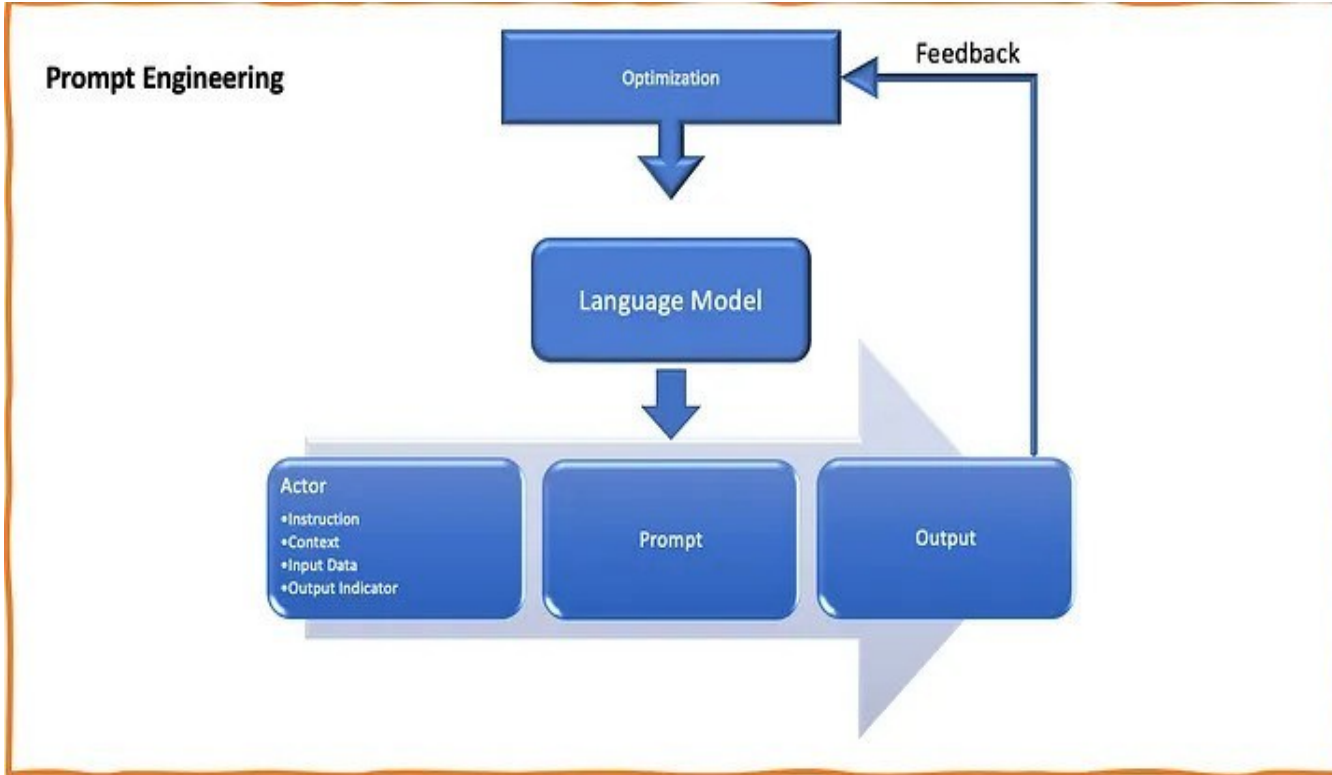 Prompt Engineering
Optimization
Feedback
Language Model
Actor
•Instruction
•Context
•Input Data
•Output Indicator
Prompt
Output